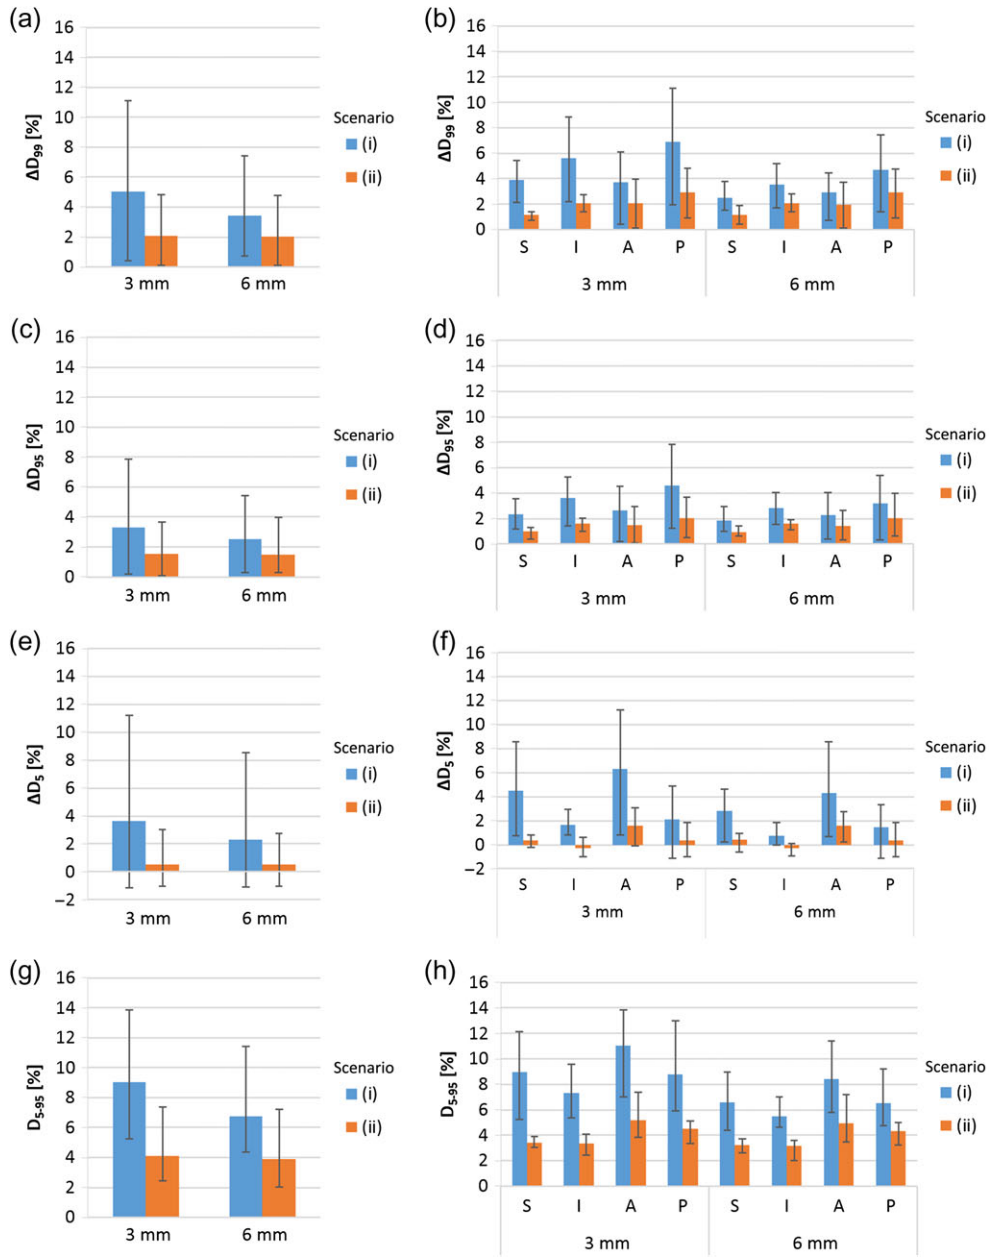 (a)
16
14
12
10
8
6
4
2
0
ΔD99 [%]
3 mm 6 mm
Scenario
(i)
(ii)
(b)
16
14
12
10
8
6
4
2
0
ΔD99 [%]
S I A P S I A P
3 mm 6 mm
Scenario
(i)
(ii)
(c)
16
14
12
10
8
6
4
2
0
ΔD95 [%]
3 mm 6 mm
Scenario
(i)
(ii)
(d)
16
14
12
10
8
6
4
2
0
ΔD95 [%]
S I A P S I A P
3 mm 6 mm
Scenario
(i)
(ii)
(e)
16
14
12
10
8
6
4
2
0
−2
ΔD5 [%]
3 mm 6 mm
Scenario
(i)
(ii)
(f)
16
14
12
10
8
6
4
2
0
−2
ΔD5 [%]
S I A P S I A P
3 mm 6 mm
Scenario
(i)
(ii)
(g)
16
14
12
10
8
6
4
2
0
D5-95 [%]
3 mm 6 mm
Scenario
(i)
(ii)
(h)
16
14
12
10
8
6
4
2
0
D5-95 [%]
S I A P S I A P
3 mm 6 mm
Scenario
(i)
(ii)